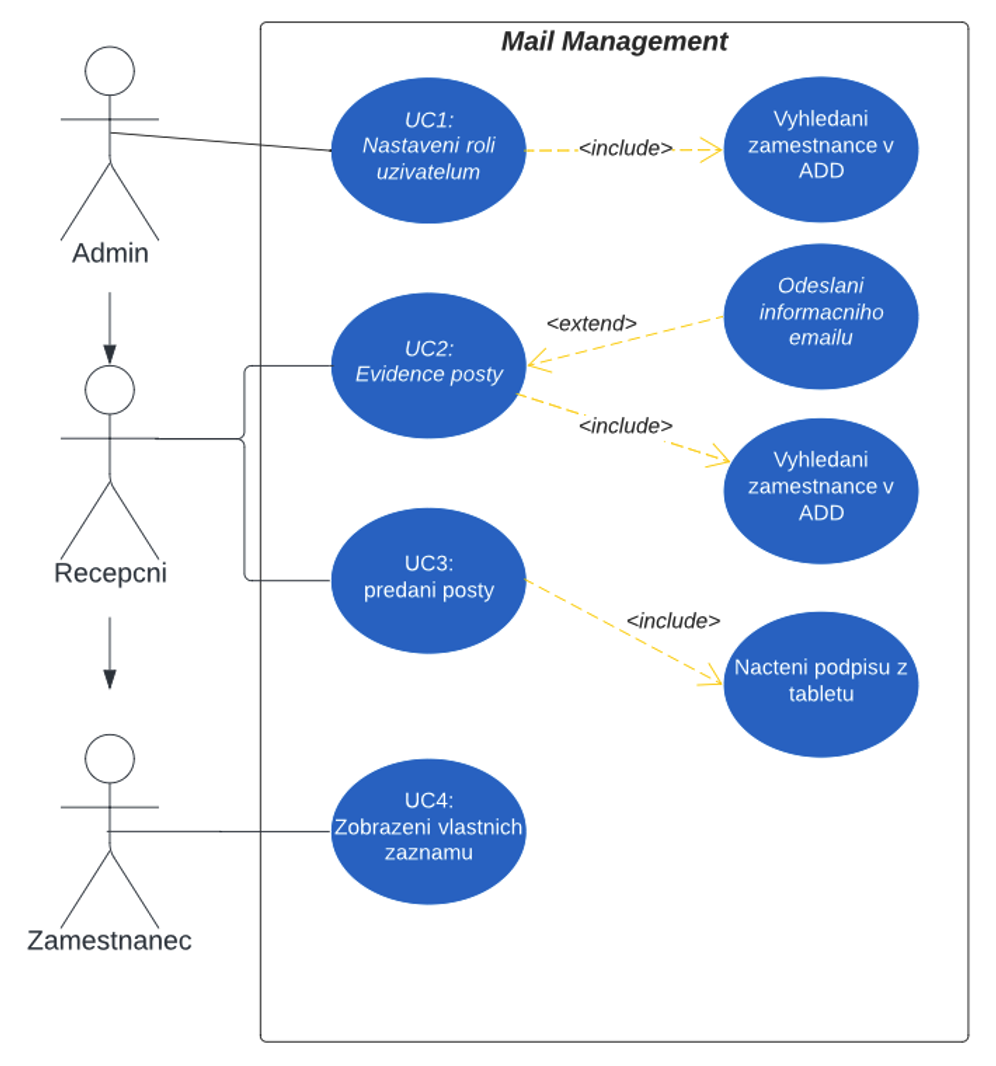 Mail Management
UC1:
Nastaveni roli
uzivatelum
<include>
Vyhledani
zamestnance v
ADD
Admin
Odeslani
informacniho
emailu
<extend>
UC2:
Evidence posty
<include>
Vyhledani
zamestnance v
ADD
Recepcni
UC3:
predani posty
<include>
Nacteni podpisu z
tabletu
UC4:
Zobrazeni vlastnich
zaznamu
Zamestnanec